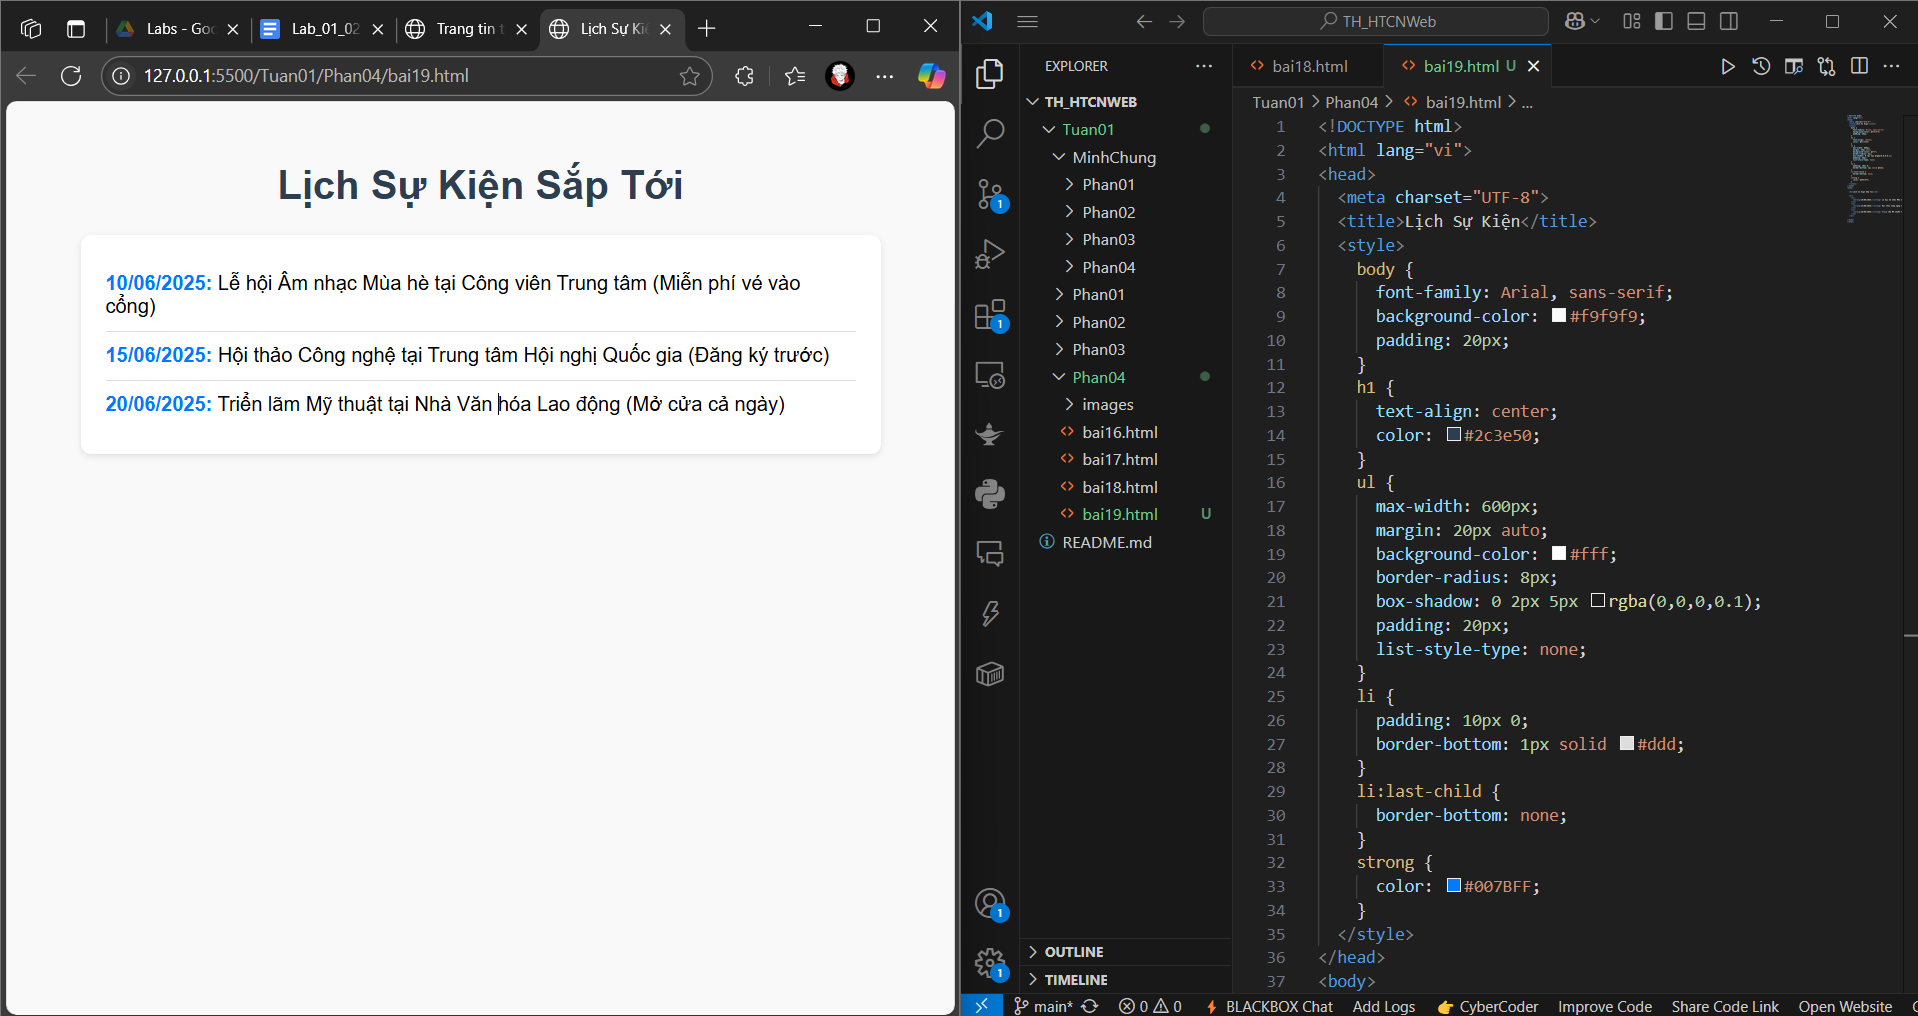 Labs - Goo
Lab_01_02
Trang tin t
Lịch Sự Kiệ
127.0.0.1:5500/Tuan01/Phan04/bai19.html
Lịch Sự Kiện Sắp Tới
10/06/2025: Lễ hội Âm nhạc Mùa hè tại Công viên Trung tâm (Miễn phí vé vào
cổng)
15/06/2025: Hội thảo Công nghệ tại Trung tâm Hội nghị Quốc gia (Đăng ký trước)
20/06/2025: Triển lãm Mỹ thuật tại Nhà Văn hóa Lao động (Mở cửa cả ngày)
TH_HTCNWeb
EXPLORER
TH_HTCNWEB
Tuan01
MinhChung
Phan01
Phan02
Phan03
Phan04
Phan01
Phan02
Phan03
Phan04
images
bai16.html
bai17.html
bai18.html
bai19.html U
README.md
OUTLINE
TIMELINE
1
1
1
1
bai18.html
bai19.html U
Tuan01 > Phan04 > bai19.html > ...
1 <!DOCTYPE html>
2 <html lang="vi">
3 <head>
4 <meta charset="UTF-8">
5 <title>Lịch Sự Kiện</title>
6 <style>
7 body {
8 font-family: Arial, sans-serif;
9 background-color: #f9f9f9;
10 padding: 20px;
11 }
12 h1 {
13 text-align: center;
14 color: #2c3e50;
15 }
16 ul {
17 max-width: 600px;
18 margin: 20px auto;
19 background-color: #fff;
20 border-radius: 8px;
21 box-shadow: 0 2px 5px rgba(0,0,0,0.1);
22 padding: 20px;
23 list-style-type: none;
24 }
25 li {
26 padding: 10px 0;
27 border-bottom: 1px solid #ddd;
28 }
29 li:last-child {
30 border-bottom: none;
31 }
32 strong {
33 color: #007BFF;
34 }
35 </style>
36 </head>
37 <body>
main* 0 0 BLACKBOX Chat Add Logs CyberCoder Improve Code Share Code Link Open Website